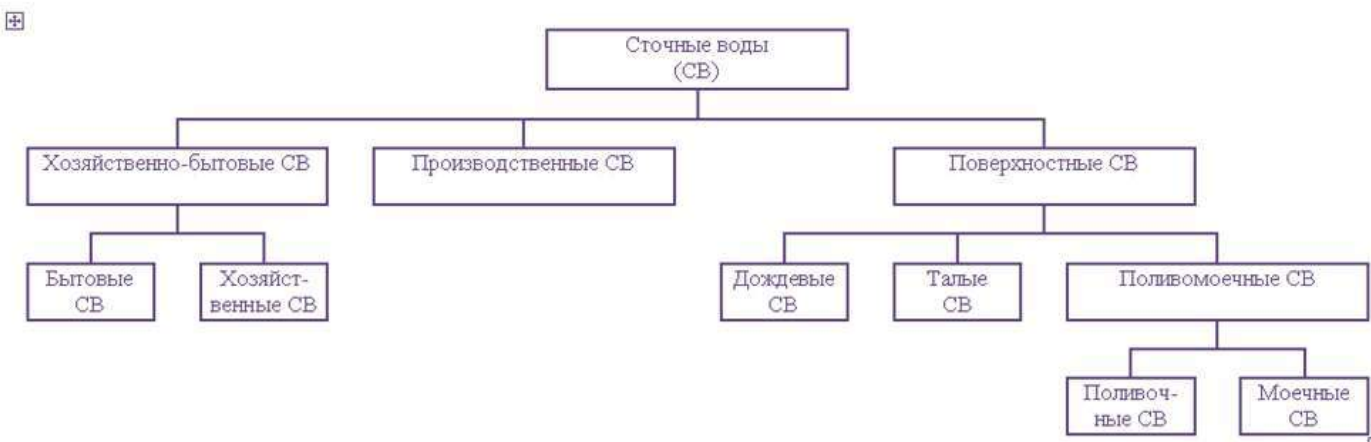 Сточные воды
(СВ)
Хозяйственно-бытовые СВ
Производственные СВ
Поверхностные СВ
Бытовые
СВ
Хозяйст-
венные СВ
Дождевые
СВ
Талые
СВ
Поливомоечные СВ
Поливоч-
ные СВ
Моечные
СВ